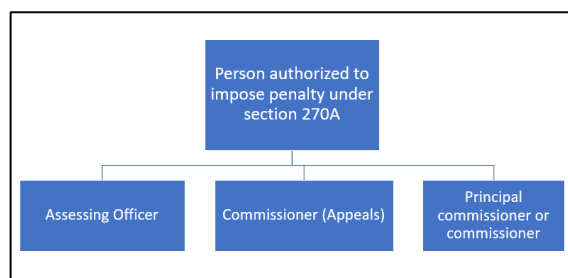 Person authorized to
impose penalty under
section 270A
Assessing Officer
Commissioner (Appeals)
Principal
commissioner or
commissioner